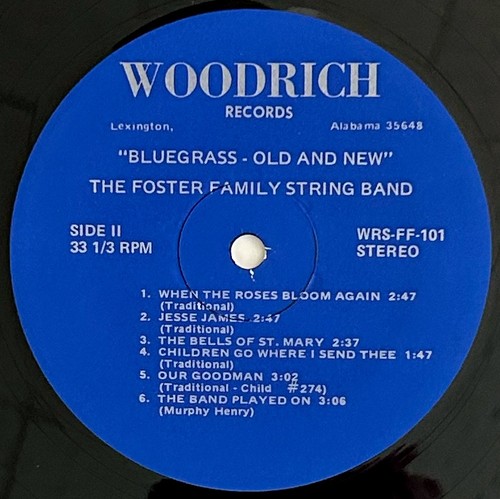 WOODRICH
RECORDS
Lexington, Alabama 35648
"BLUEGRASS - OLD AND NEW"
THE FOSTER FAMILY STRING BAND
SIDE II WRS-FF-101
33 1/3 RPM STEREO
1. WHEN THE ROSES BLOOM AGAIN 2:47
(Traditional)
2. JESSE JAMES 2:47
(Traditional)
3. THE BELLS OF ST. MARY 2:37
4. CHILDREN GO WHERE I SEND THEE 1:47
(Traditional)
5. OUR GOODMAN 3:02
(Traditional - Child #274)
6. THE BAND PLAYED ON 3:06
(Murphy Henry)